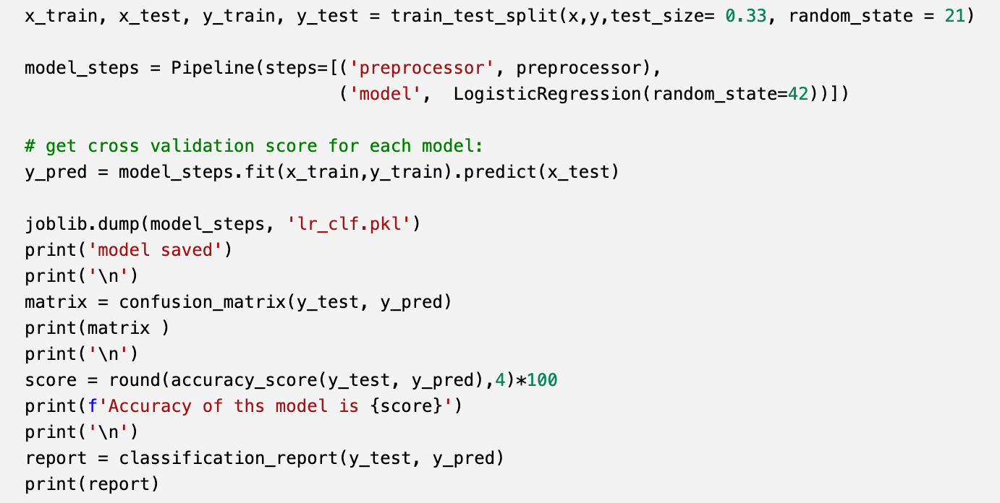 x_train, x_test, y_train, y_test = train_test_split(x,y,test_size= 0.33, random_state = 21)
model_steps = Pipeline(steps=[('preprocessor', preprocessor),
('model',  LogisticRegression(random_state=42))])
# get cross validation score for each model:
y_pred = model_steps.fit(x_train,y_train).predict(x_test)
joblib.dump(model_steps, 'lr_clf.pkl')
print('model saved')
print('\n')
matrix = confusion_matrix(y_test, y_pred)
print(matrix )
print('\n')
score = round(accuracy_score(y_test, y_pred),4)*100
print(f'Accuracy of ths model is {score}')
print('\n')
report = classification_report(y_test, y_pred)
print(report)